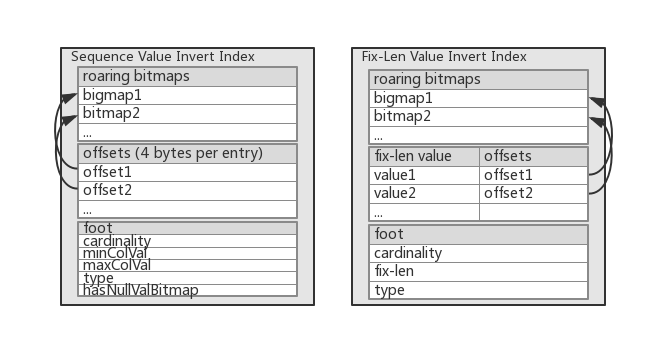 Sequence Value Invert Index
roaring bitmaps
bigmap1
bitmap2
...
offsets (4 bytes per entry)
offset1
offset2
...
foot
cardinality
minColVal
maxColVal
type
hasNullValBitmap
Fix-Len Value Invert Index
roaring bitmaps
bigmap1
bitmap2
...
fix-len value offsets
value1 offset1
value2 offset2
...
foot
cardinality
fix-len
type